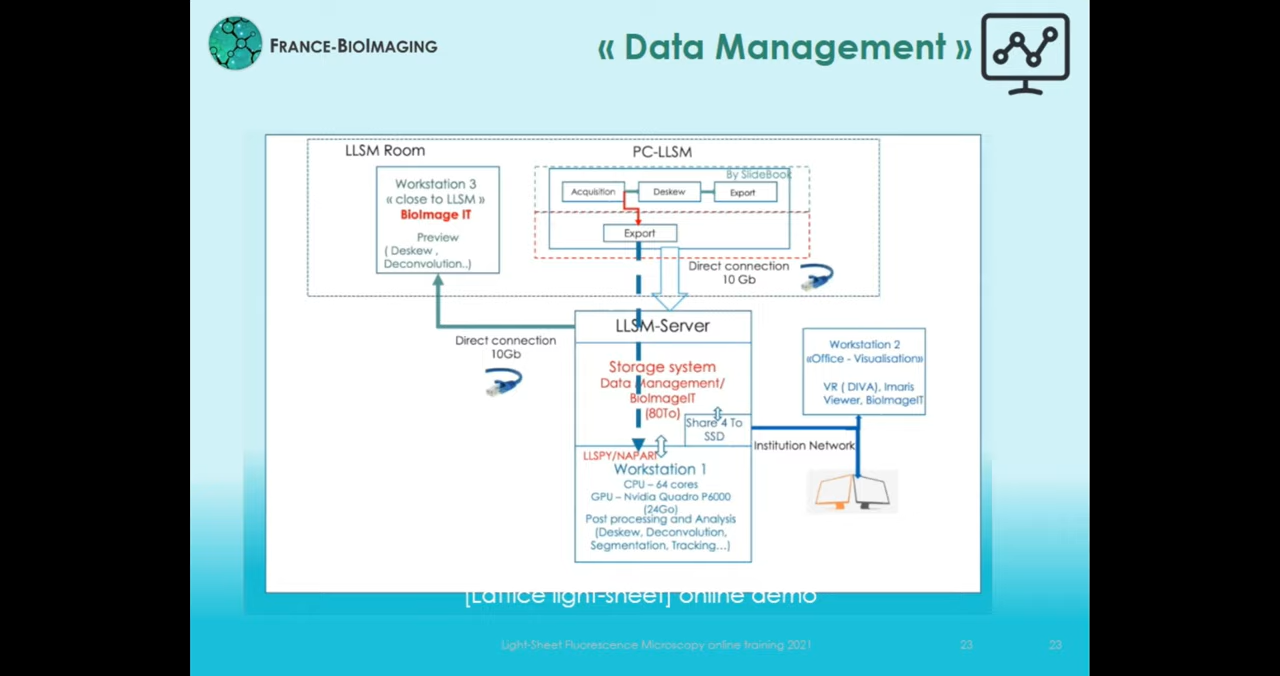 FRANCE-BIOIMAGING
« Data Management »
LLSM Room
PC-LLSM
Workstation 3
« close to LLSM »
BioImage IT
Preview
( Deskew ,
Deconvolution..)
By SlideBook
Acquisition
Deskew
Export
Export
Direct connection
10 Gb
Direct connection
10Gb
LLSM-Server
Storage system
Data Management/
BioImageIT
(80To)
Share 4 To
SSD
Institution Network
Workstation 2
«Office - Visualisation»
VR ( DIVA), Imaris
Viewer, BioImageIT
LLSPY/NAPARI
Workstation 1
CPU – 64 cores
GPU – Nvidia Quadro P6000
(24Go)
Post processing and Analysis
(Deskew, Deconvolution,
Segmentation, Tracking...)
[Lattice light-sheet] online demo
Light-Sheet Fluorescence Microscopy online training 2021
23
23